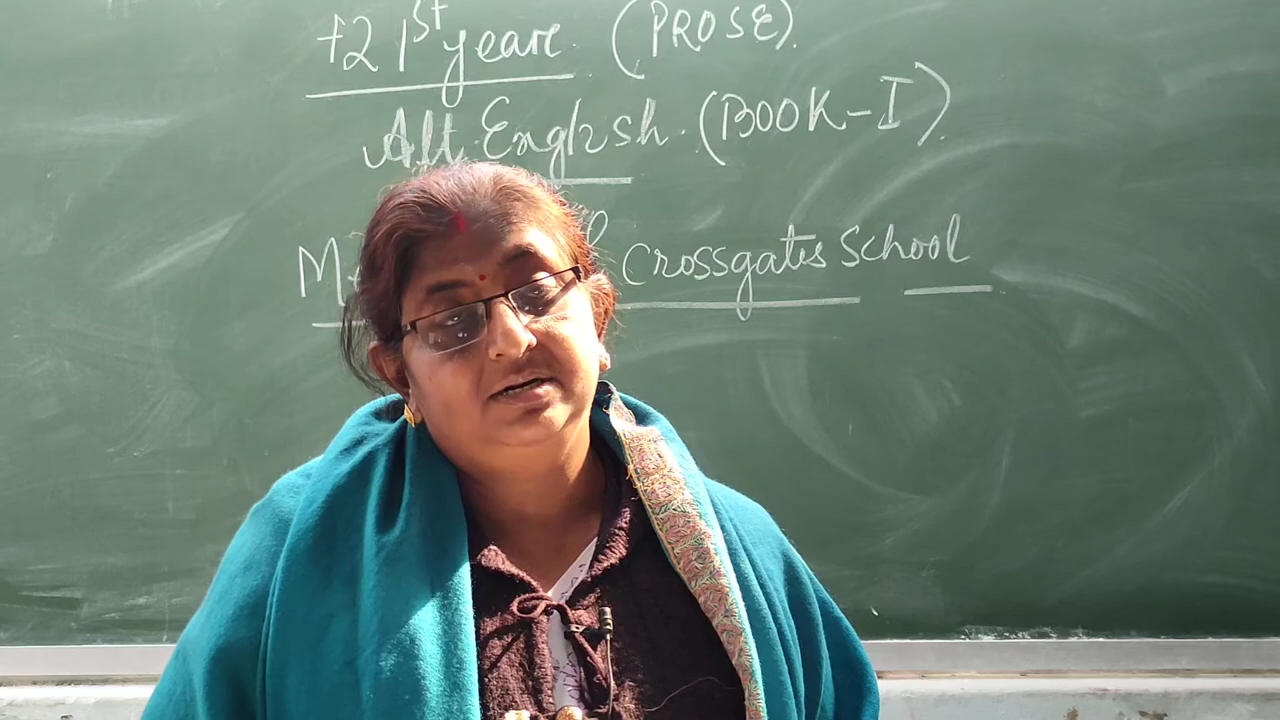 +2 1st year (PROSE).
Alt. English. (BOOK-I)
Crossgates School